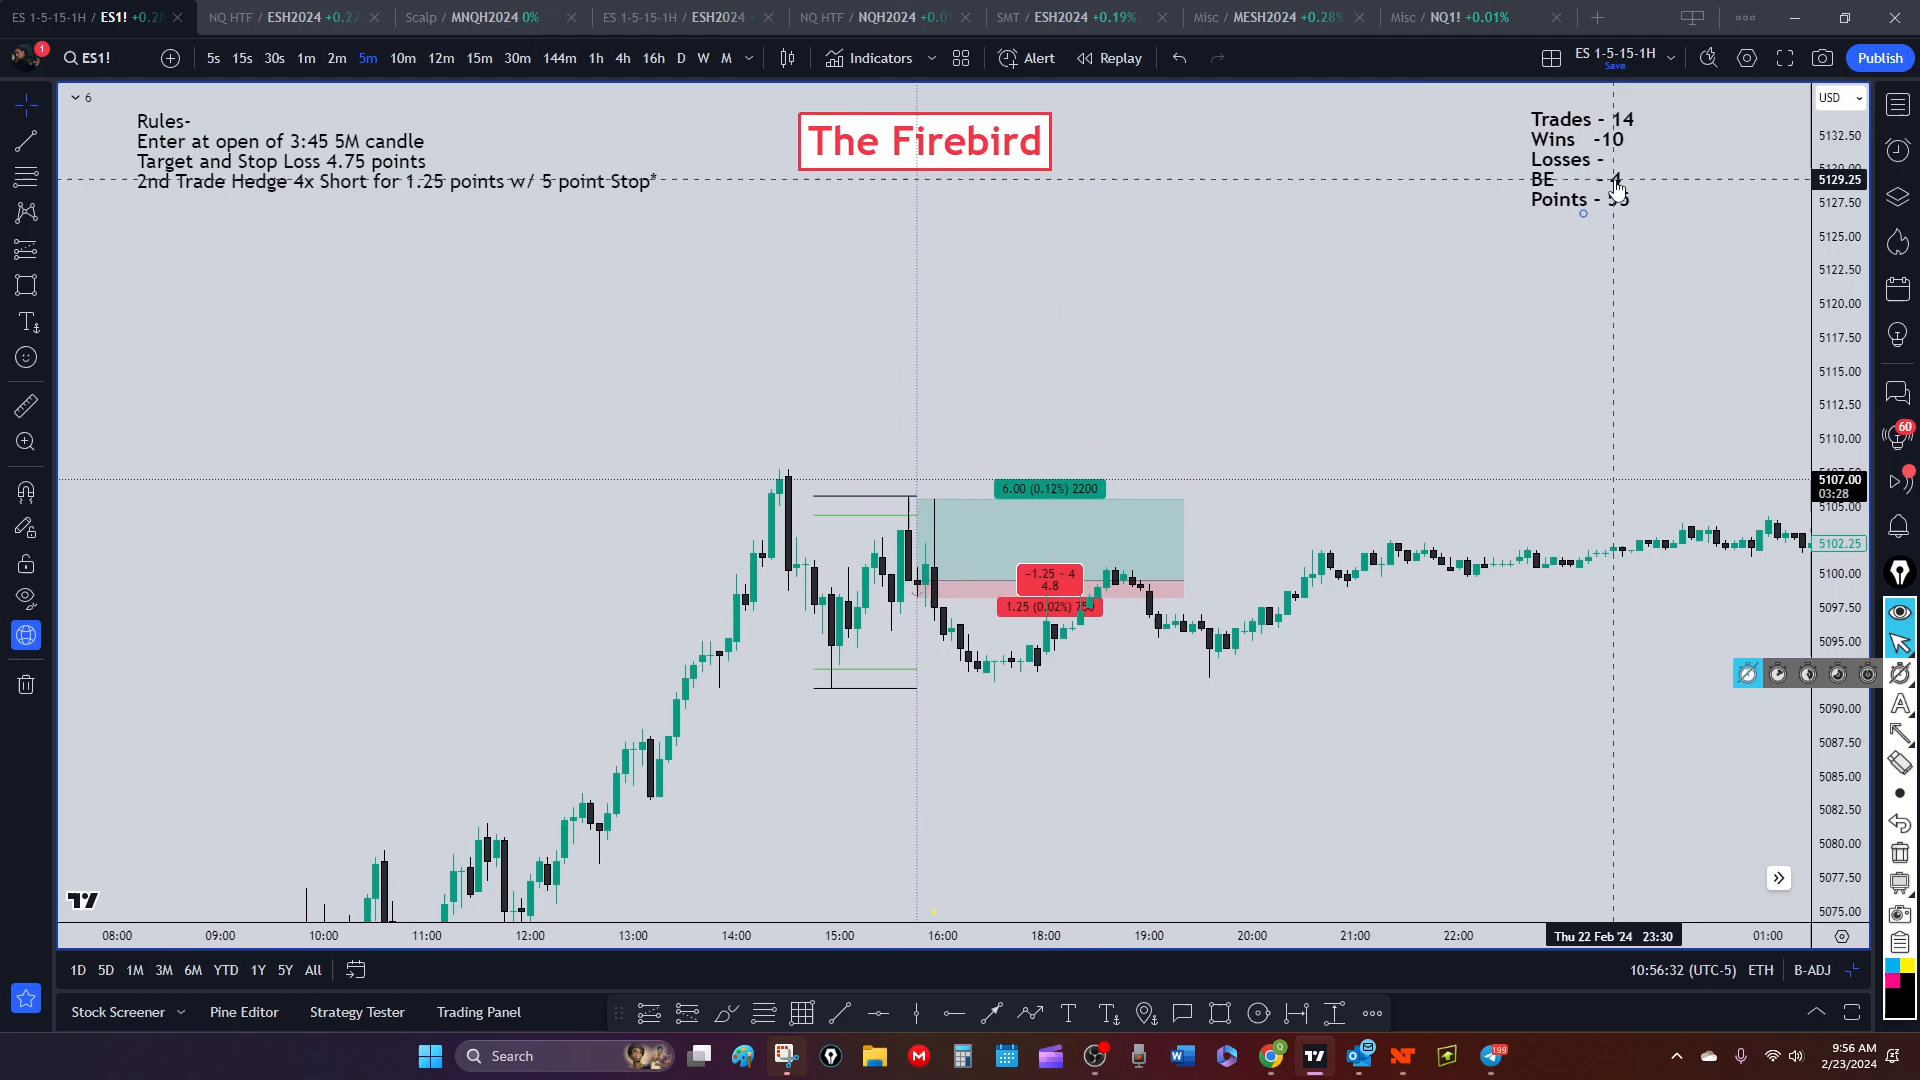 ES 1-5-15-1H / ES1! +0.28
NQ HTF / ESH2024 +0.27
Scalp / MNQH2024 0%
ES 1-5-15-1H / ESH2024
NQ HTF / NQH2024 +0.0
SMT / ESH2024 +0.19%
Misc / MESH2024 +0.28%
Misc / NQ1! +0.01%
1
ES1!
5s 15s 30s 1m 2m 5m 10m 12m 15m 30m 144m 1h 4h 16h D W M
Indicators
Alert
Replay
ES 1-5-15-1H
Save
Publish
6
Rules-
Enter at open of 3:45 5M candle
Target and Stop Loss 4.75 points
2nd Trade Hedge 4x Short for 1.25 points w/ 5 point Stop*
The Firebird
Trades - 14
Wins -10
Losses -
BE - 4
Points -
USD
5132.50
5129.25
5127.50
5125.00
5122.50
5120.00
5117.50
5115.00
5112.50
5110.00
5107.00
03:28
5105.00
5102.25
5100.00
5097.50
5095.00
5090.00
5087.50
5085.00
5082.50
5080.00
5077.50
5075.00
60
6.00 (0.12%) 2200
−1.25 ~ 4
4.8
1.25 (0.02%) 750
08:00 09:00 10:00 11:00 12:00 13:00 14:00 15:00 16:00 18:00 19:00 20:00 21:00 22:00 Thu 22 Feb '24 23:30 01:00
1D 5D 1M 3M 6M YTD 1Y 5Y All
10:56:32 (UTC-5) ETH B-ADJ
Stock Screener
Pine Editor
Strategy Tester
Trading Panel
Search
199
9:56 AM
2/23/2024